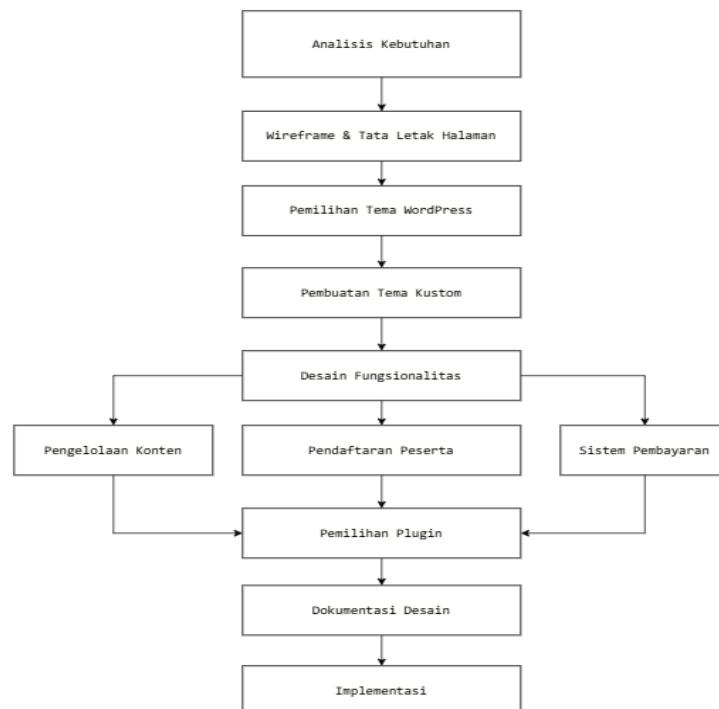 Analisis Kebutuhan
Wireframe & Tata Letak Halaman
Pemilihan Tema WordPress
Pembuatan Tema Kustom
Desain Fungsionalitas
Pengelolaan Konten
Pendaftaran Peserta
Sistem Pembayaran
Pemilihan Plugin
Dokumentasi Desain
Implementasi